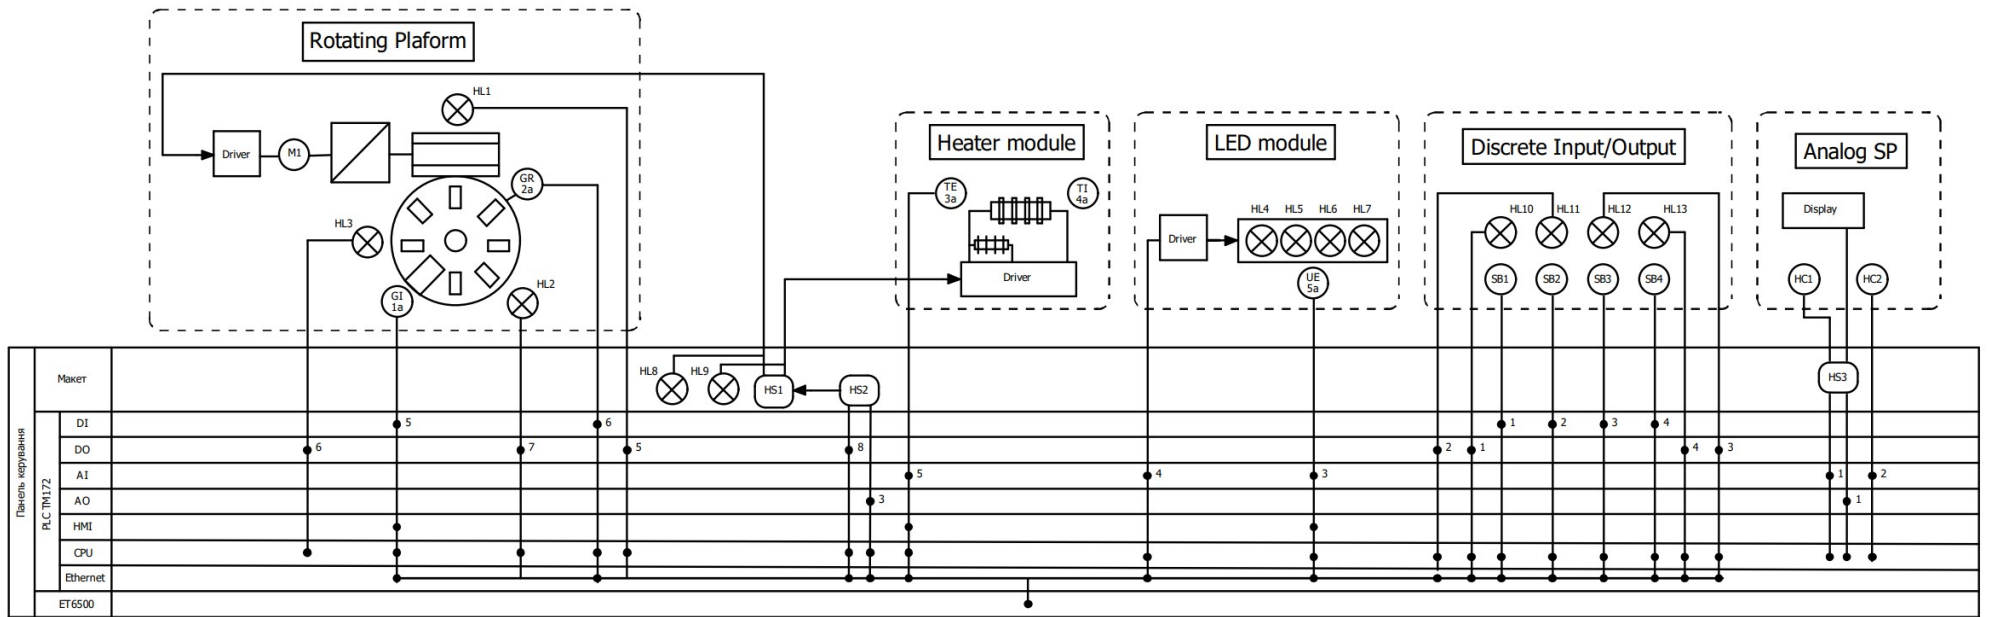 Rotating Plaform
HL1
Driver
M1
GR
2a
HL3
GI
1a
HL2
Heater module
TE
3a
TI
4a
Driver
LED module
HL4 HL5 HL6 HL7
Driver
UE
5a
Discrete Input/Output
HL10 HL11 HL12 HL13
SB1 SB2 SB3 SB4
Analog SP
Display
HC1 HC2
Панель керування
PLC TM172
Макет
HL8 HL9 HS1 HS2 HS3
DI 5 6 1 2 3 4
DO 6 7 5 8 2 1 4 3
AI 5 4 3 1 2
AO 3 1
HMI
CPU
Ethernet
ET6500